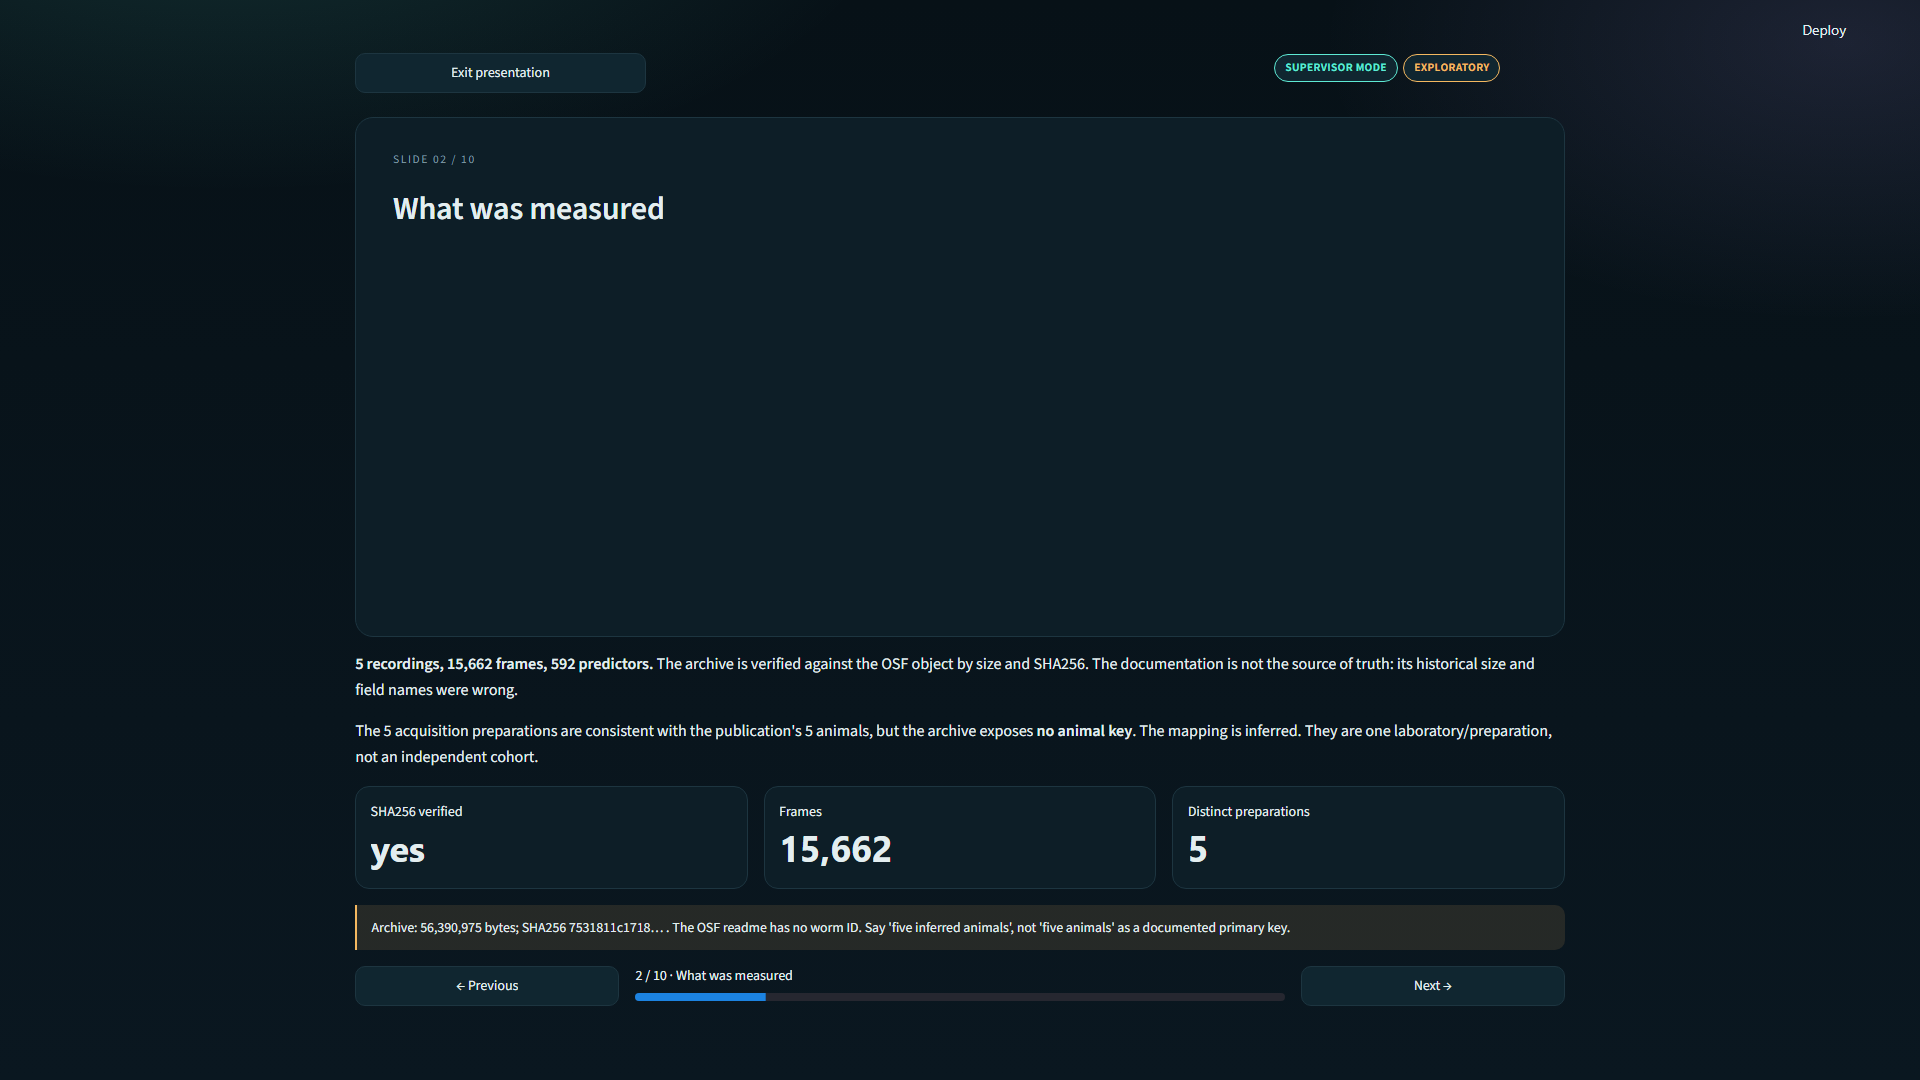 Deploy
Exit presentation
SUPERVISOR MODE
EXPLORATORY
SLIDE 02 / 10
What was measured
5 recordings, 15,662 frames, 592 predictors. The archive is verified against the OSF object by size and SHA256. The documentation is not the source of truth: its historical size and
field names were wrong.
The 5 acquisition preparations are consistent with the publication's 5 animals, but the archive exposes no animal key. The mapping is inferred. They are one laboratory/preparation,
not an independent cohort.
SHA256 verified
yes
Frames
15,662
Distinct preparations
5
Archive: 56,390,975 bytes; SHA256 7531811c1718... . The OSF readme has no worm ID. Say 'five inferred animals', not 'five animals' as a documented primary key.
← Previous
2 / 10 · What was measured
Next →